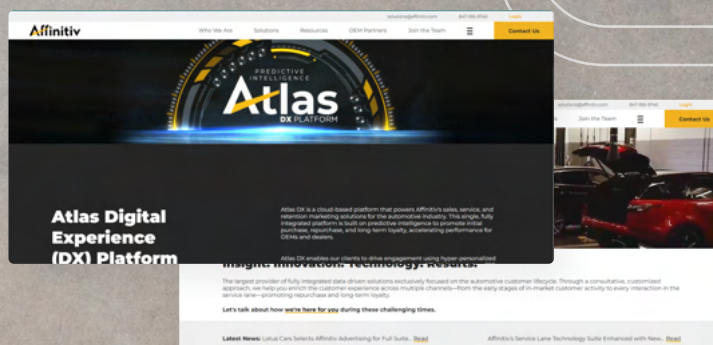 solutions@affinitiv.com
Login
Affinitiv
Who We Are
Solutions
Resources
OEM Partners
Join the Team
Contact Us
PREDICTIVE
INTELLIGENCE
Atlas
DX PLATFORM
Atlas Digital
Experience
(DX) Platform
Atlas DX is a cloud-based platform that powers Affinitiv's sales, service, and
retention marketing solutions for the automotive industry. This single, fully
integrated platform is built on predictive intelligence to promote initial
purchase, repurchase, and long-term loyalty, accelerating performance for
OEMs and dealers.
Atlas DX enables our clients to drive engagement using hyper-personalized
solutions@affinitiv.com
Login
Join the Team
Contact Us
Insight. Innovation. Technology. Results.
The largest provider of fully integrated data-driven solutions exclusively focused on the automotive customer lifecycle. Through a consultative, customized
approach, we help you enrich the customer experience across multiple channels—from the early stages of in-market customer activity to every interaction in the
service lane—promoting repurchase and long-term loyalty.
Let's talk about how we're here for you during these challenging times.
Latest News: Lotus Cars Selects Affinitiv Advertising for Full Suite... Read
Affinitiv's Service Lane Technology Suite Enhanced with New... Read